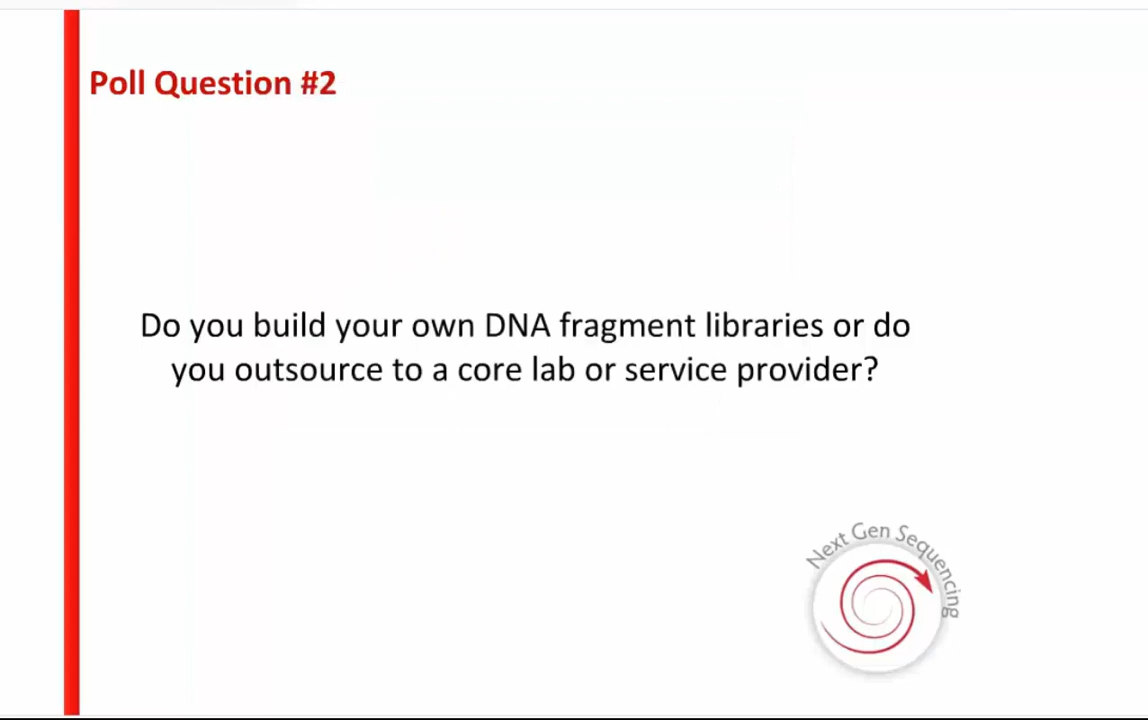 Poll Question #2
Do you build your own DNA fragment libraries or do
you outsource to a core lab or service provider?
Next Gen Sequencing